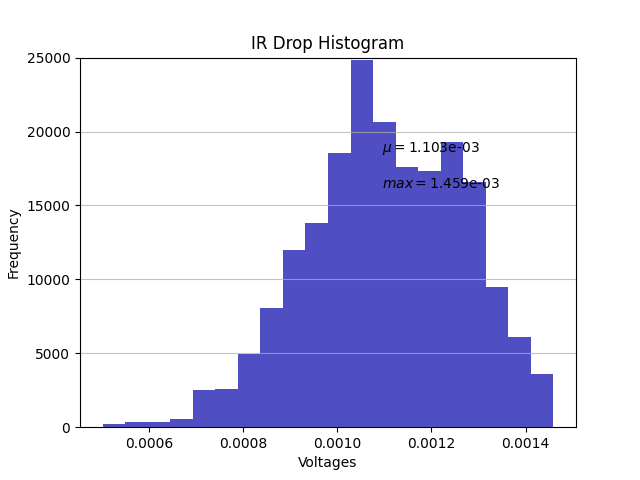 IR Drop Histogram
25000
20000
15000
10000
5000
0
Frequency
μ = 1.103e-03
max = 1.459e-03
0.0006 0.0008 0.0010 0.0012 0.0014
Voltages